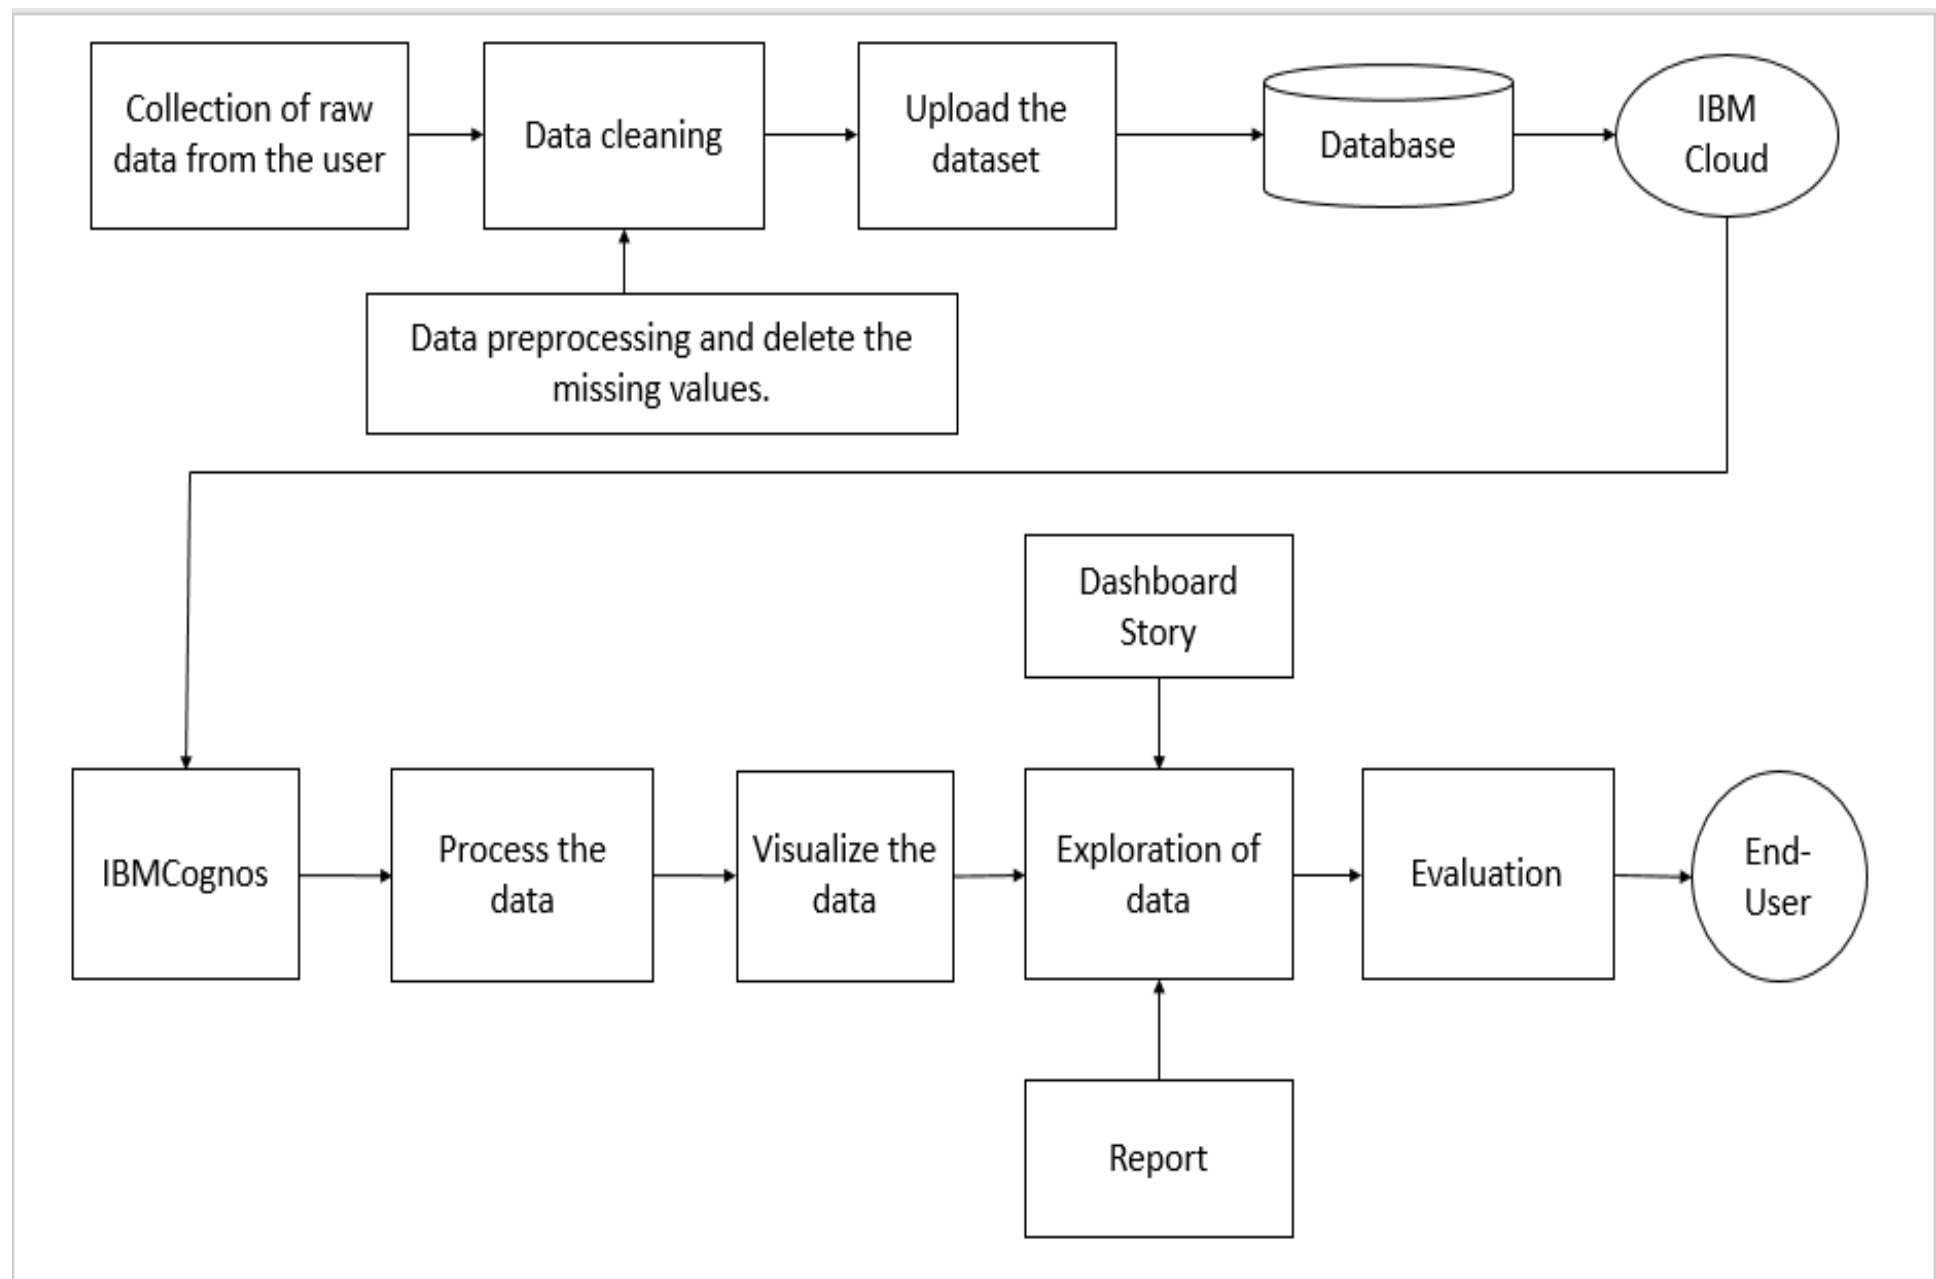 Collection of raw
data from the user
Data cleaning
Upload the
dataset
Database
IBM
Cloud
Data preprocessing and delete the
missing values.
Dashboard
Story
IBMCognos
Process the
data
Visualize the
data
Exploration of
data
Evaluation
End-
User
Report